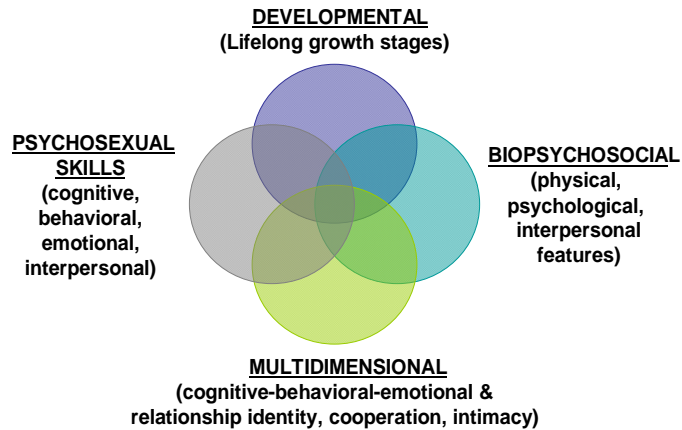 DEVELOPMENTAL
(Lifelong growth stages)
PSYCHOSEXUAL
SKILLS
(cognitive,
behavioral,
emotional,
interpersonal)
BIOPSYCHOSOCIAL
(physical,
psychological,
interpersonal
features)
MULTIDIMENSIONAL
(cognitive-behavioral-emotional &
relationship identity, cooperation, intimacy)